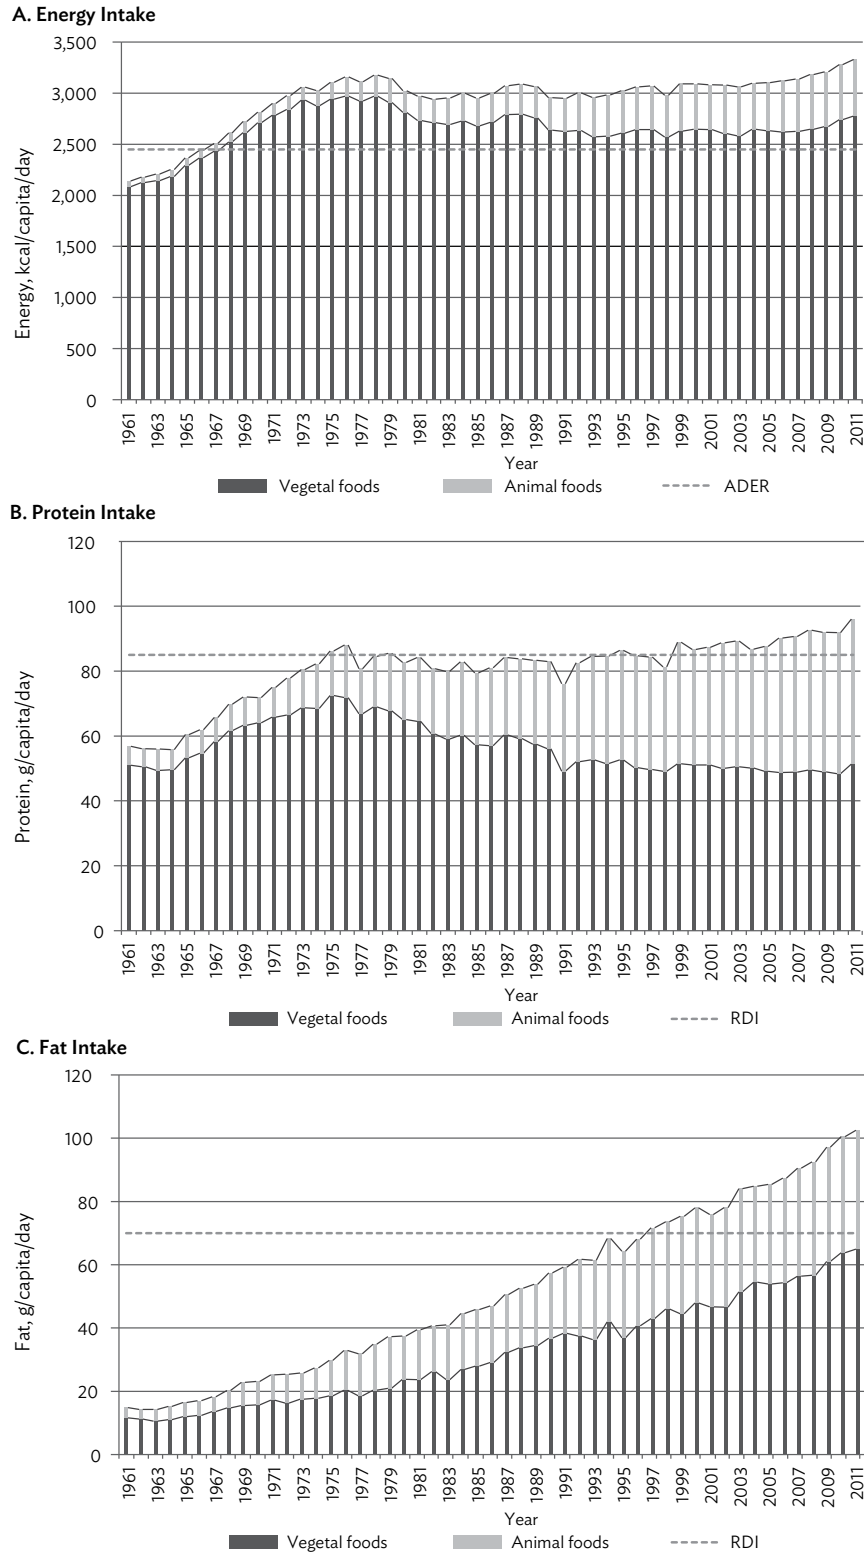 A. Energy Intake
3,500
3,000
2,500
2,000
1,500
1,000
500
0
Energy, kcal/capita/day
1961 1963 1965 1967 1969 1971 1973 1975 1977 1979 1981 1983 1985 1987 1989 1991 1993 1995 1997 1999 2001 2003 2005 2007 2009 2011
Year
Vegetal foods Animal foods ADER
B. Protein Intake
120
100
80
60
40
20
0
Protein, g/capita/day
1961 1963 1965 1967 1969 1971 1973 1975 1977 1979 1981 1983 1985 1987 1989 1991 1993 1995 1997 1999 2001 2003 2005 2007 2009 2011
Year
Vegetal foods Animal foods RDI
C. Fat Intake
120
100
80
60
40
20
0
Fat, g/capita/day
1961 1963 1965 1967 1969 1971 1973 1975 1977 1979 1981 1983 1985 1987 1989 1991 1993 1995 1997 1999 2001 2003 2005 2007 2009 2011
Year
Vegetal foods Animal foods RDI